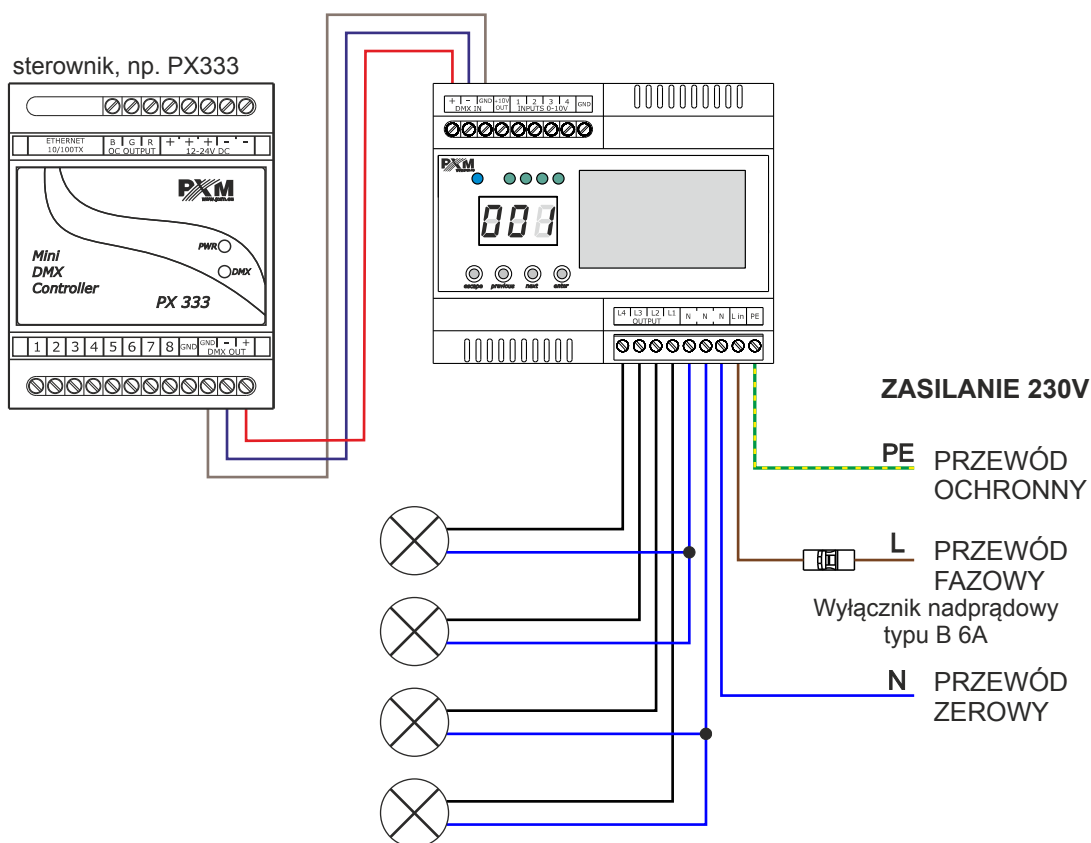 sterownik, np. PX333
ETHERNET
10/100TX
B G R
OC OUTPUT
+ + + - -
12-24V DC
PXM
www.pxm.eu
PWR
DMX
Mini
DMX
Controller
PX 333
1 2 3 4 5 6 7 8 GND GND - +
DMX OUT
+ - GND +10V 1 2 3 4 GND
DMX IN OUT INPUTS 0-10V
PXM
001
escape previous next enter
L4 L3 L2 L1 N N N L in PE
OUTPUT
ZASILANIE 230V
PE PRZEWÓD
OCHRONNY
L PRZEWÓD
FAZOWY
Wyłącznik nadprądowy
typu B 6A
N PRZEWÓD
ZEROWY